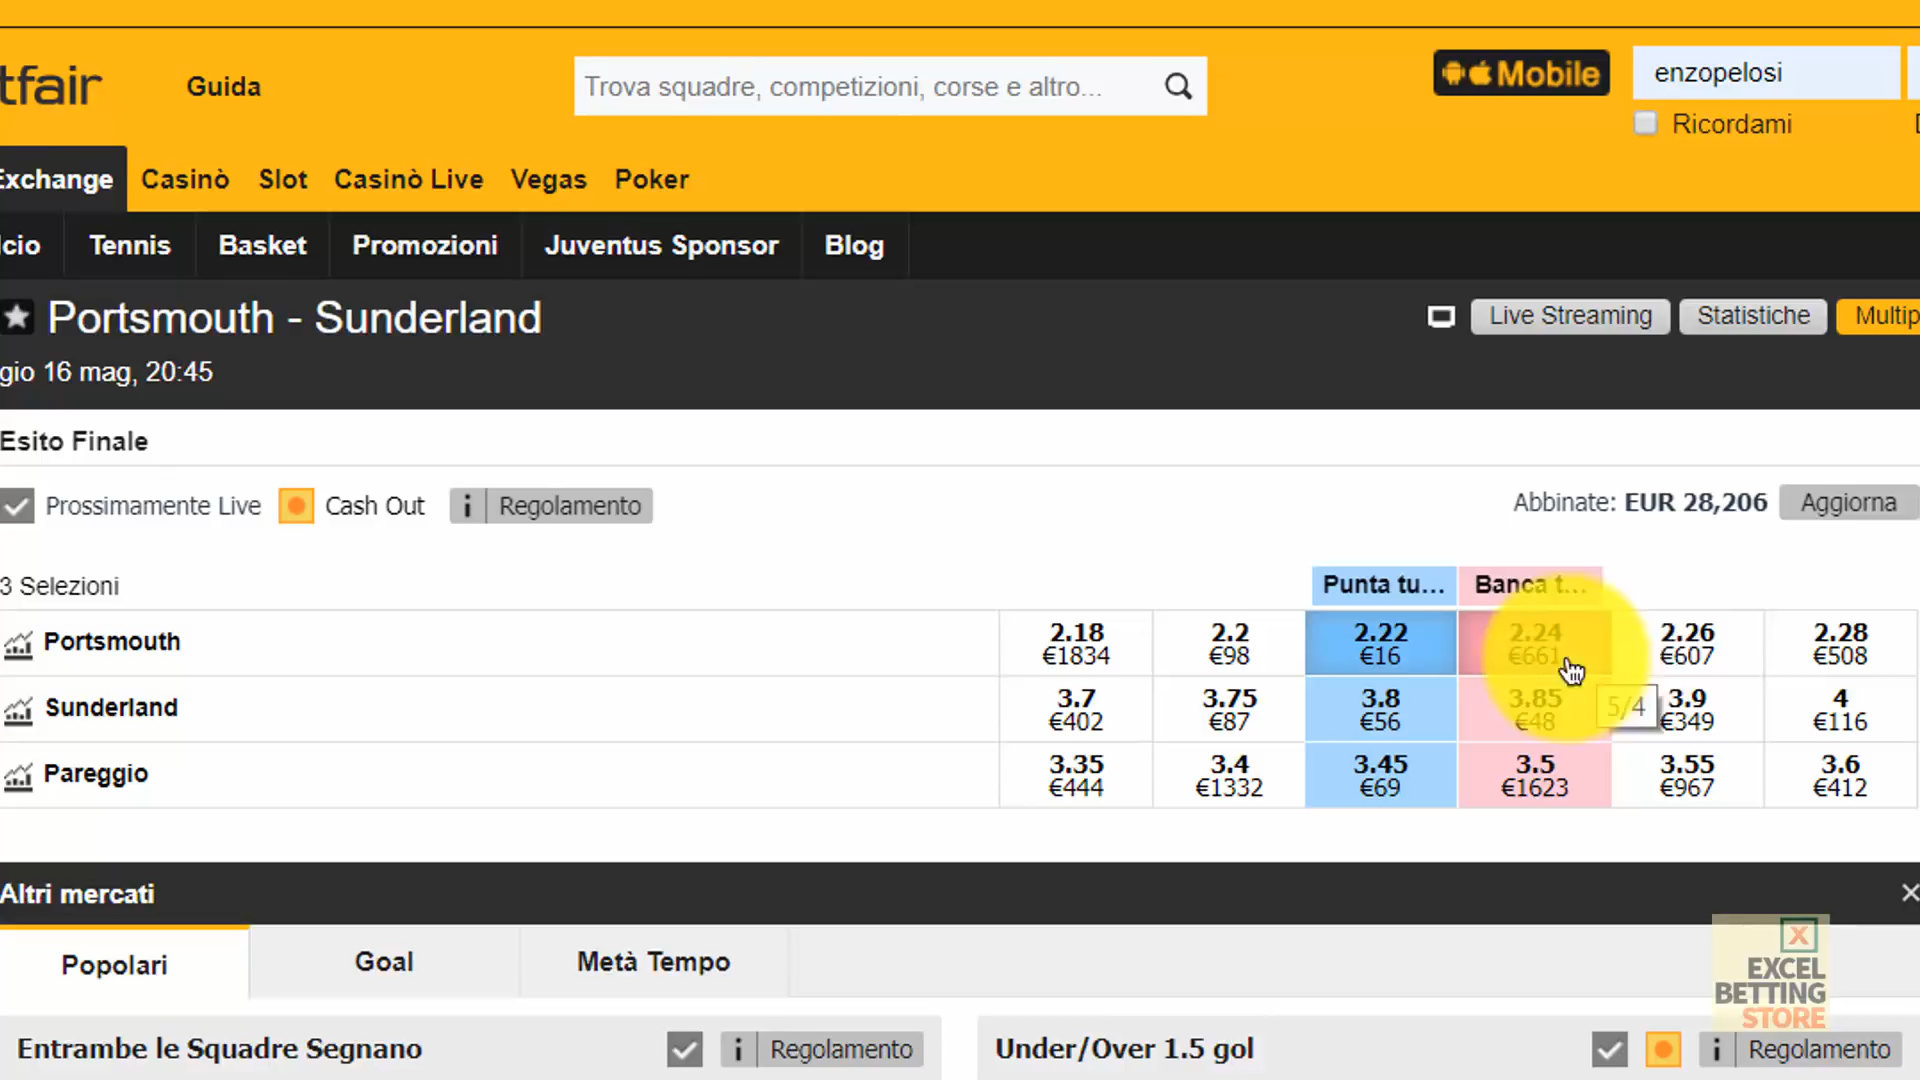 tfair
Guida
Trova squadre, competizioni, corse e altro...
Mobile
enzopelosi
Ricordami
Exchange Casinò Slot Casinò Live Vegas Poker
lcio Tennis Basket Promozioni Juventus Sponsor Blog
Portsmouth - Sunderland
Live Streaming Statistiche Multip
gio 16 mag, 20:45
Esito Finale
Prossimamente Live Cash Out i Regolamento
Abbinate: EUR 28,206 Aggiorna
3 Selezioni
Punta tu... Banca t...
Portsmouth
2.18 2.2 2.22 2.24 2.26 2.28
€1834 €98 €16 €661 €607 €508
Sunderland
3.7 3.75 3.8 3.85 3.9 4
€402 €87 €56 €48 €349 €116
5/4
Pareggio
3.35 3.4 3.45 3.5 3.55 3.6
€444 €1332 €69 €1623 €967 €412
Altri mercati
Popolari Goal Metà Tempo
X
EXCEL
BETTING
STORE
Entrambe le Squadre Segnano
i Regolamento
Under/Over 1.5 gol
i Regolamento